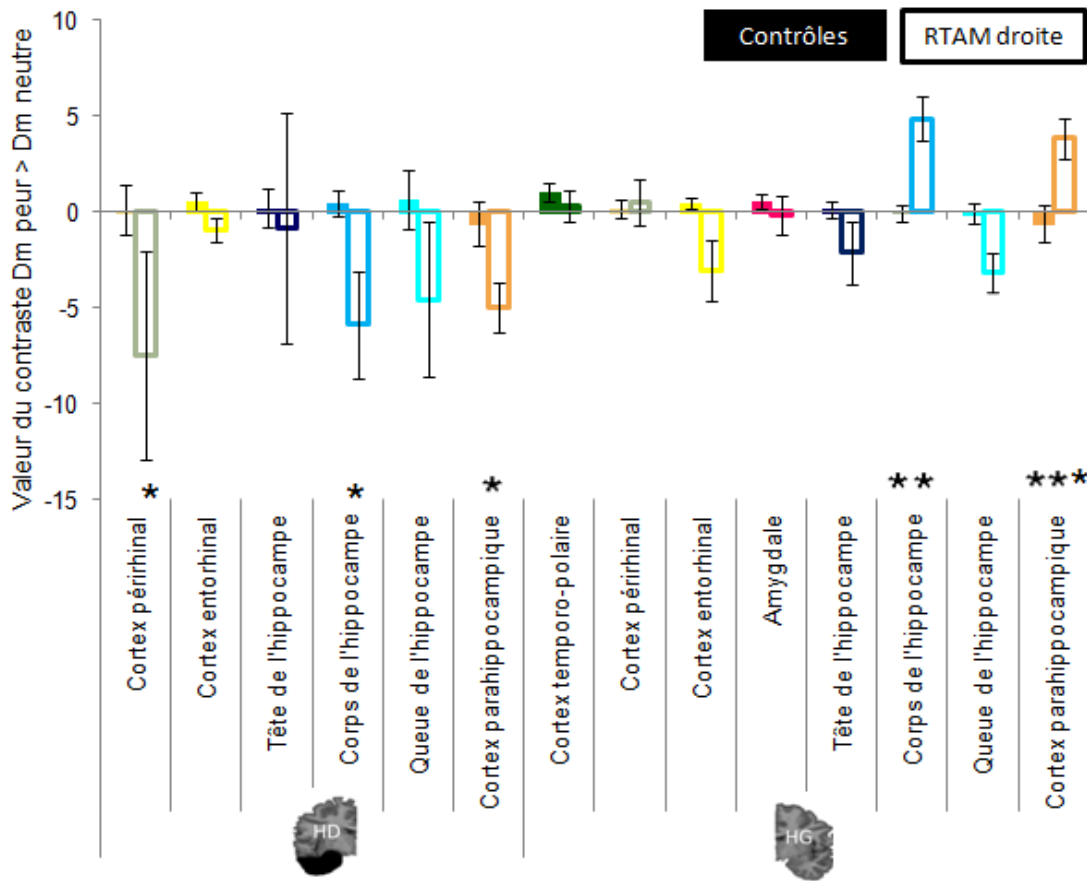 Contrôles
RTAM droite
Valeur du contraste Dm peur > Dm neutre
10
5
0
-5
-10
-15
*
*
*
**
***
Cortex périrhinal
Cortex entorhinal
Tête de l'hippocampe
Corps de l'hippocampe
Queue de l'hippocampe
Cortex parahippocampique
Cortex temporo-polaire
Cortex périrhinal
Cortex entorhinal
Amygdale
Tête de l'hippocampe
Corps de l'hippocampe
Queue de l'hippocampe
Cortex parahippocampique
HD
HG